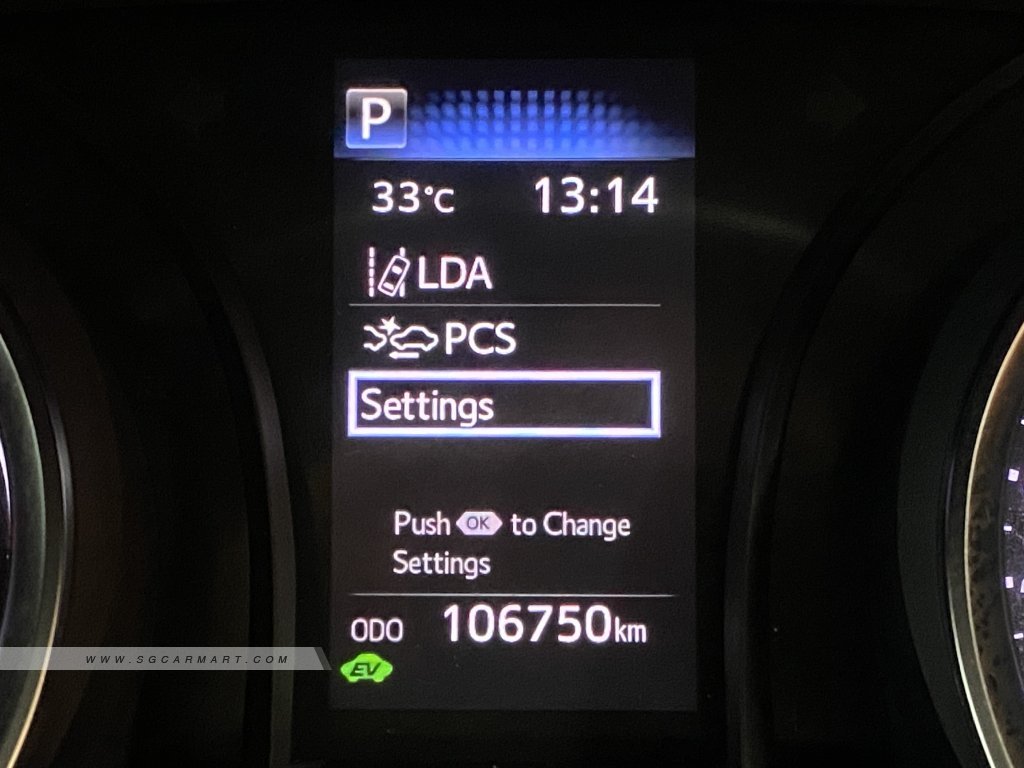 P
33°C 13:14
LDA
PCS
Settings
Push OK to Change
Settings
ODO 106750km
EV
WWW.SGCARMART.COM